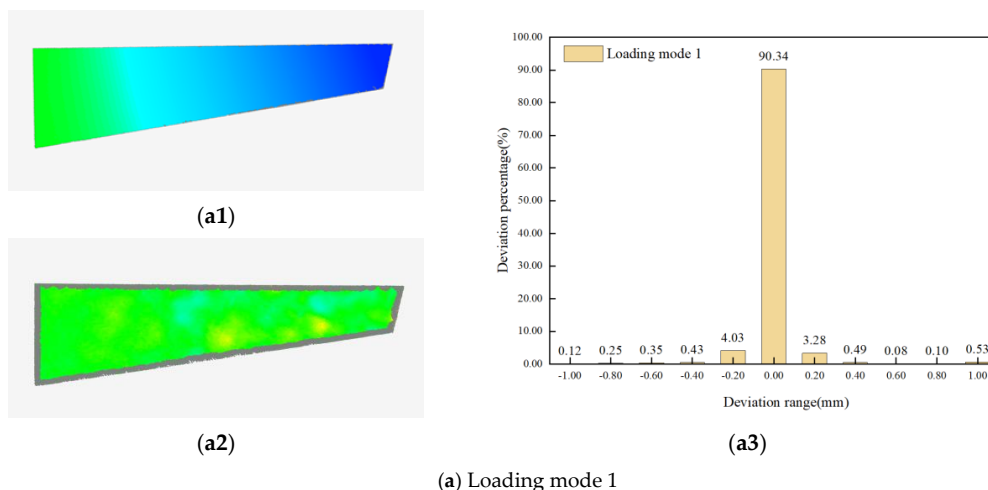 (a1)
(a2)
100.00
90.00
80.00
70.00
60.00
50.00
40.00
30.00
20.00
10.00
0.00
Deviation percentage(%)
Loading mode 1
0.12
0.25
0.35
0.43
4.03
90.34
3.28
0.49
0.08
0.10
0.53
-1.00 -0.80 -0.60 -0.40 -0.20 0.00 0.20 0.40 0.60 0.80 1.00
Deviation range(mm)
(a3)
(a) Loading mode 1